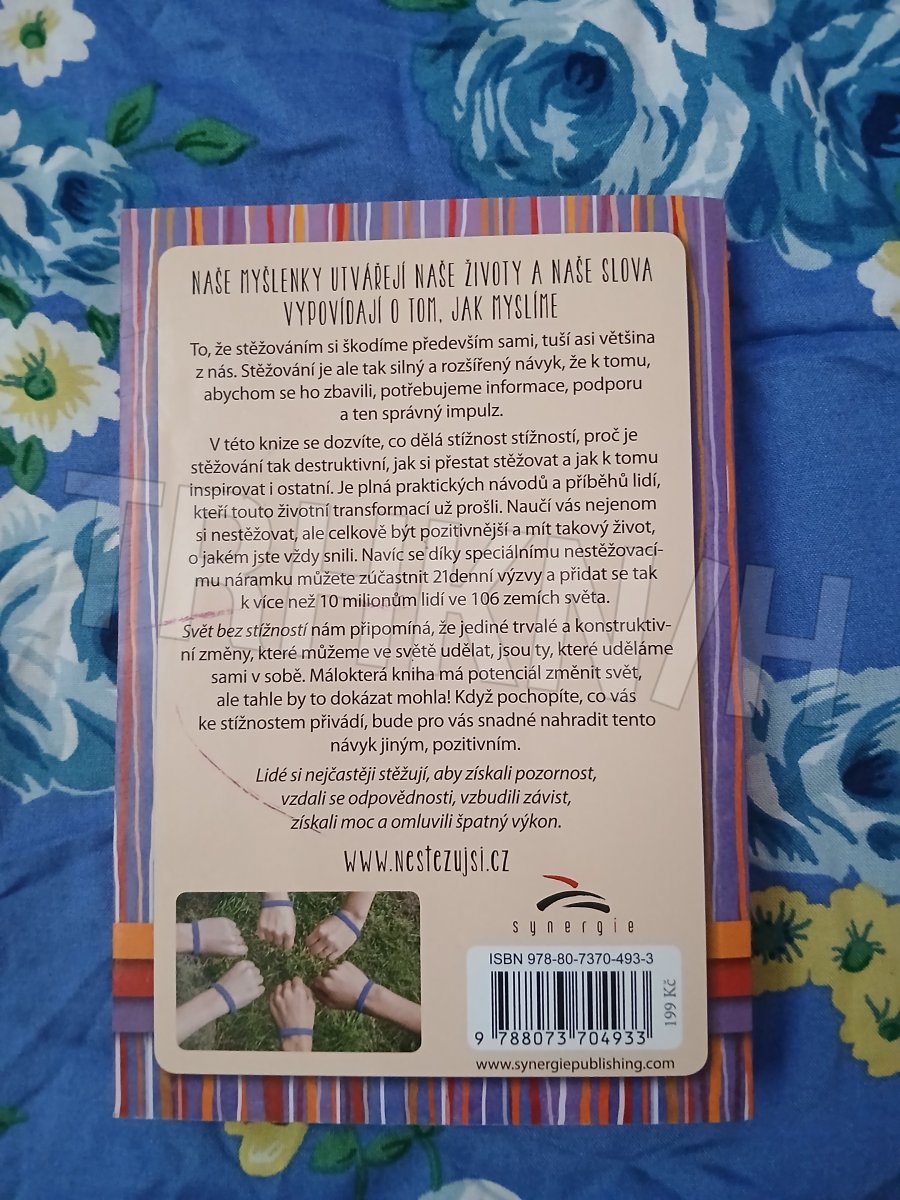 NAŠE MYŠLENKY UTVÁŘEJÍ NAŠE ŽIVOTY A NAŠE SLOVA
VYPOVÍDAJÍ O TOM, JAK MYSLÍME
To, že stěžováním si škodíme především sami, tuší asi většina
z nás. Stěžování je ale tak silný a rozšířený návyk, že k tomu,
abychom se ho zbavili, potřebujeme informace, podporu
a ten správný impulz.
V této knize se dozvíte, co dělá stížnost stížností, proč je
stěžování tak destruktivní, jak si přestat stěžovat a jak k tomu
inspirovat i ostatní. Je plná praktických návodů a příběhů lidí,
kteří touto životní transformací už prošli. Naučí vás nejenom
si nestěžovat, ale celkově být pozitivnější a mít takový život,
o jakém jste vždy snili. Navíc se díky speciálnímu nestěžovací-
mu náramku můžete zúčastnit 21denní výzvy a přidat se tak
k více než 10 milionům lidí ve 106 zemích světa.
Svět bez stížností nám připomíná, že jediné trvalé a konstruktiv-
ní změny, které můžeme ve světě udělat, jsou ty, které uděláme
sami v sobě. Málokterá kniha má potenciál změnit svět,
ale tahle by to dokázat mohla! Když pochopíte, co vás
ke stížnostem přivádí, bude pro vás snadné nahradit tento
návyk jiným, pozitivním.
Lidé si nejčastěji stěžují, aby získali pozornost,
vzdali se odpovědnosti, vzbudili závist,
získali moc a omluvili špatný výkon.
WWW.NESTEZUJSI.CZ
synergie
ISBN 978-80-7370-493-3
199 Kč
9 788073 704933
www.synergiepublishing.com
TRHKNIH